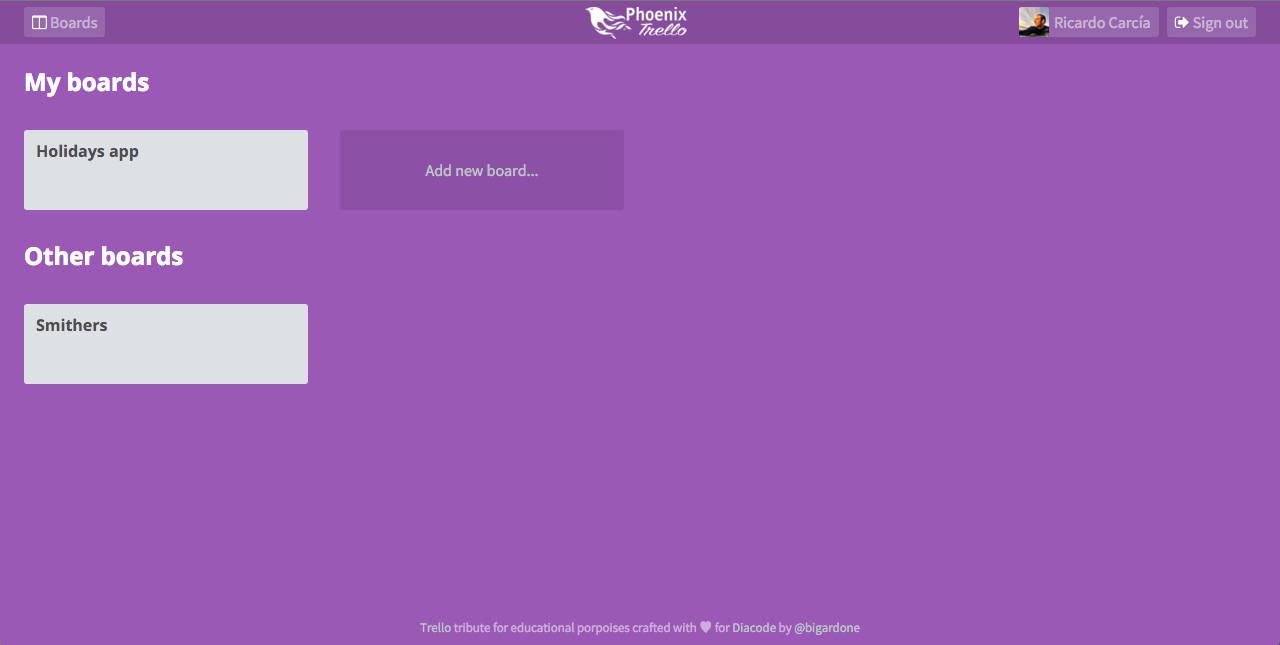 Boards
Phoenix
Trello
Ricardo Carcía
Sign out
My boards
Holidays app
Add new board...
Other boards
Smithers
Trello tribute for educational porpoises crafted with ♥ for Diacode by @bigardone